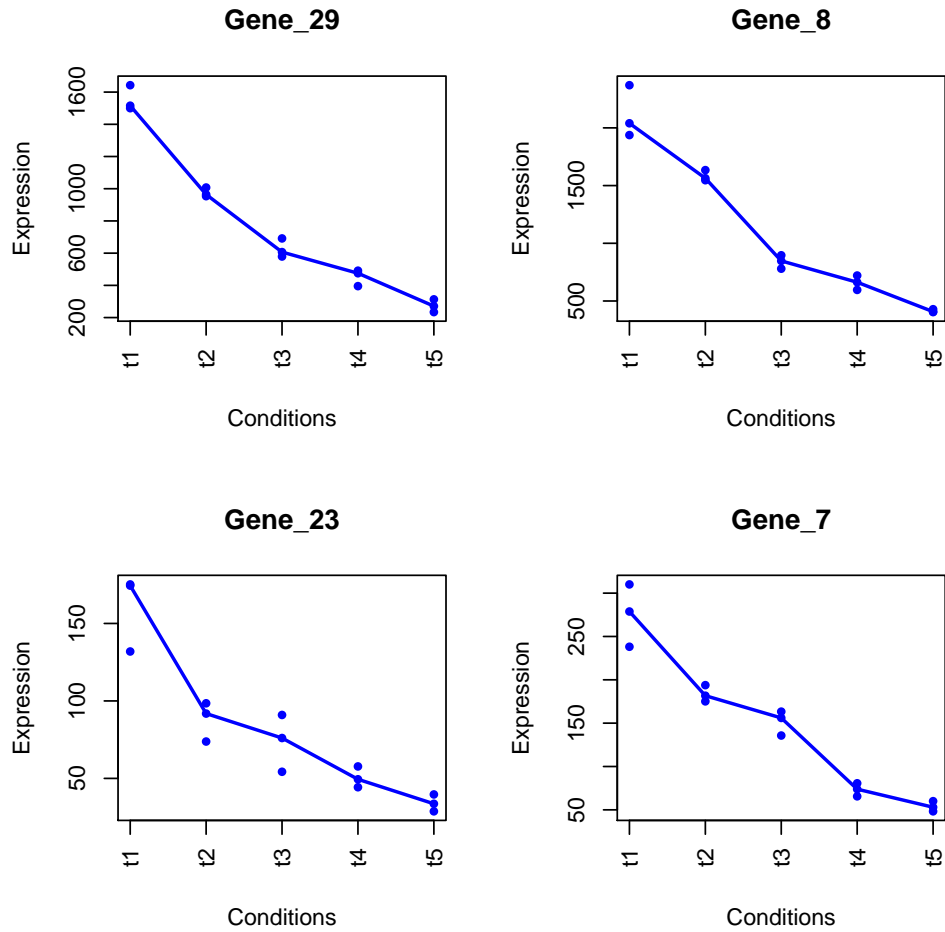 Gene_29
Expression
1600
1000
600
200
t1 t2 t3 t4 t5
Conditions
Gene_8
Expression
1500
500
t1 t2 t3 t4 t5
Conditions
Gene_23
Expression
150
100
50
t1 t2 t3 t4 t5
Conditions
Gene_7
Expression
250
150
50
t1 t2 t3 t4 t5
Conditions